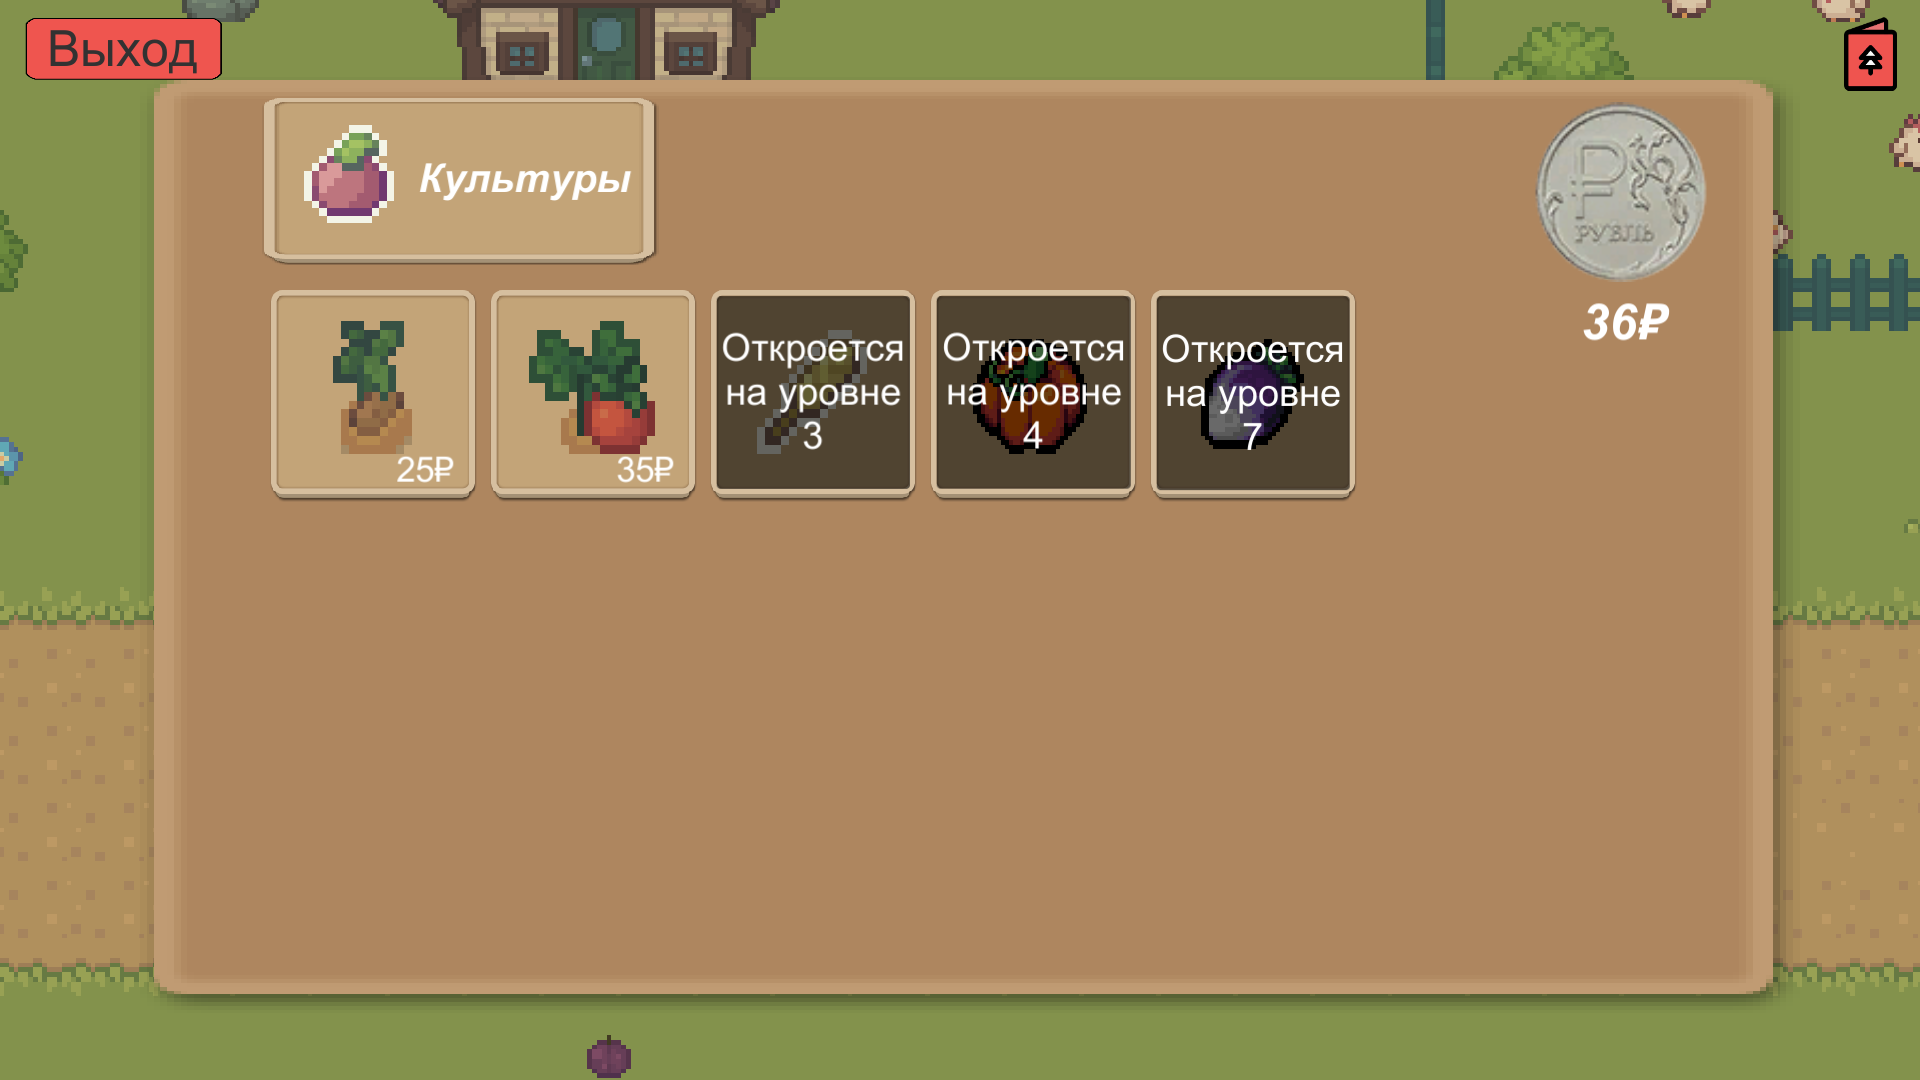 Выход
Культуры
РУБЛЬ
36₽
25₽
35₽
Откроется
на уровне
3
Откроется
на уровне
4
Откроется
на уровне
7